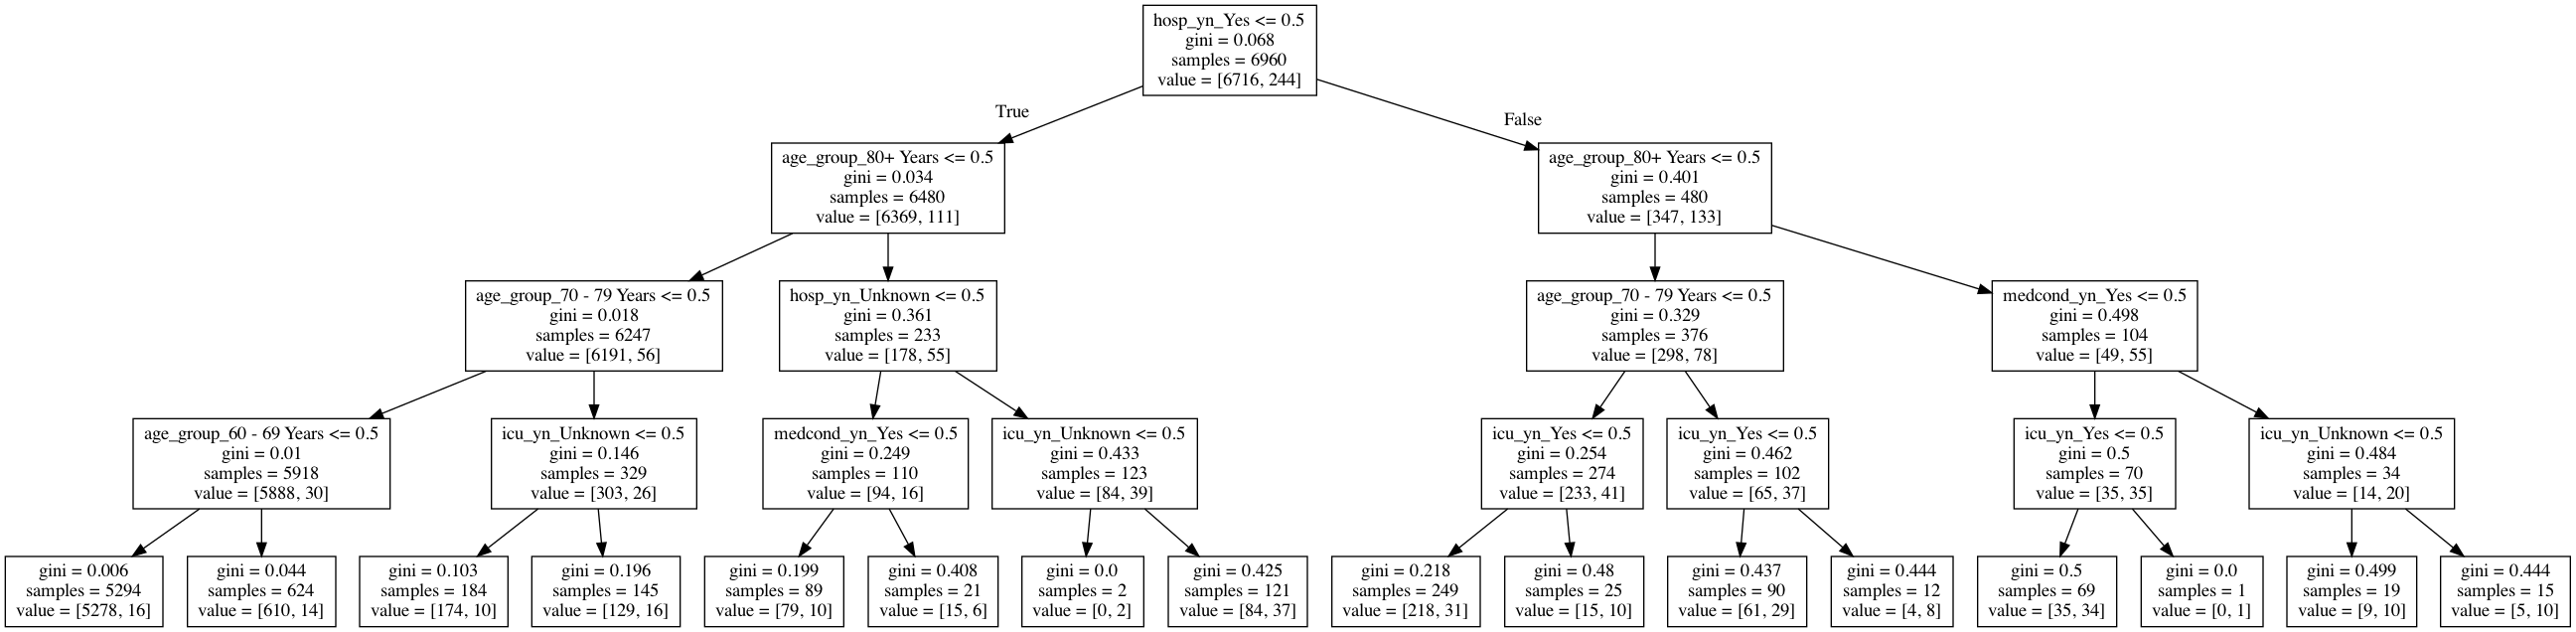 hosp_yn_Yes <= 0.5
gini = 0.068
samples = 6960
value = [6716, 244]
True
False
age_group_80+ Years <= 0.5
gini = 0.034
samples = 6480
value = [6369, 111]
age_group_80+ Years <= 0.5
gini = 0.401
samples = 480
value = [347, 133]
age_group_70 - 79 Years <= 0.5
gini = 0.018
samples = 6247
value = [6191, 56]
hosp_yn_Unknown <= 0.5
gini = 0.361
samples = 233
value = [178, 55]
age_group_70 - 79 Years <= 0.5
gini = 0.329
samples = 376
value = [298, 78]
medcond_yn_Yes <= 0.5
gini = 0.498
samples = 104
value = [49, 55]
age_group_60 - 69 Years <= 0.5
gini = 0.01
samples = 5918
value = [5888, 30]
icu_yn_Unknown <= 0.5
gini = 0.146
samples = 329
value = [303, 26]
medcond_yn_Yes <= 0.5
gini = 0.249
samples = 110
value = [94, 16]
icu_yn_Unknown <= 0.5
gini = 0.433
samples = 123
value = [84, 39]
icu_yn_Yes <= 0.5
gini = 0.254
samples = 274
value = [233, 41]
icu_yn_Yes <= 0.5
gini = 0.462
samples = 102
value = [65, 37]
icu_yn_Yes <= 0.5
gini = 0.5
samples = 70
value = [35, 35]
icu_yn_Unknown <= 0.5
gini = 0.484
samples = 34
value = [14, 20]
gini = 0.006
samples = 5294
value = [5278, 16]
gini = 0.044
samples = 624
value = [610, 14]
gini = 0.103
samples = 184
value = [174, 10]
gini = 0.196
samples = 145
value = [129, 16]
gini = 0.199
samples = 89
value = [79, 10]
gini = 0.408
samples = 21
value = [15, 6]
gini = 0.0
samples = 2
value = [0, 2]
gini = 0.425
samples = 121
value = [84, 37]
gini = 0.218
samples = 249
value = [218, 31]
gini = 0.48
samples = 25
value = [15, 10]
gini = 0.437
samples = 90
value = [61, 29]
gini = 0.444
samples = 12
value = [4, 8]
gini = 0.5
samples = 69
value = [35, 34]
gini = 0.0
samples = 1
value = [0, 1]
gini = 0.499
samples = 19
value = [9, 10]
gini = 0.444
samples = 15
value = [5, 10]